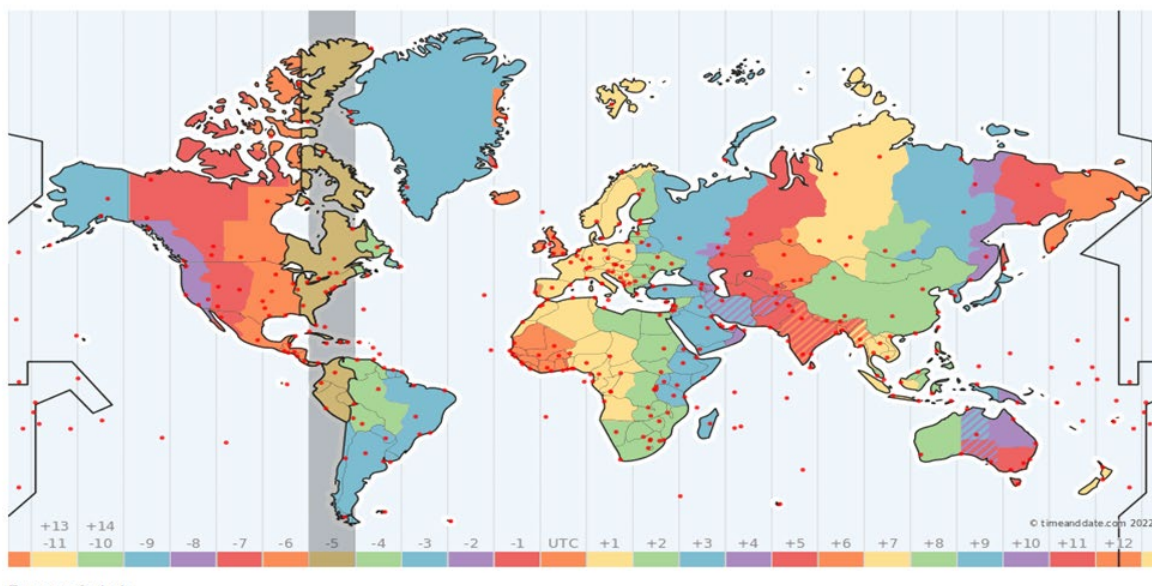 © timeanddate.com 2022
+13 +14
-11 -10 -9 -8 -7 -6 -5 -4 -3 -2 -1 UTC +1 +2 +3 +4 +5 +6 +7 +8 +9 +10 +11 +12